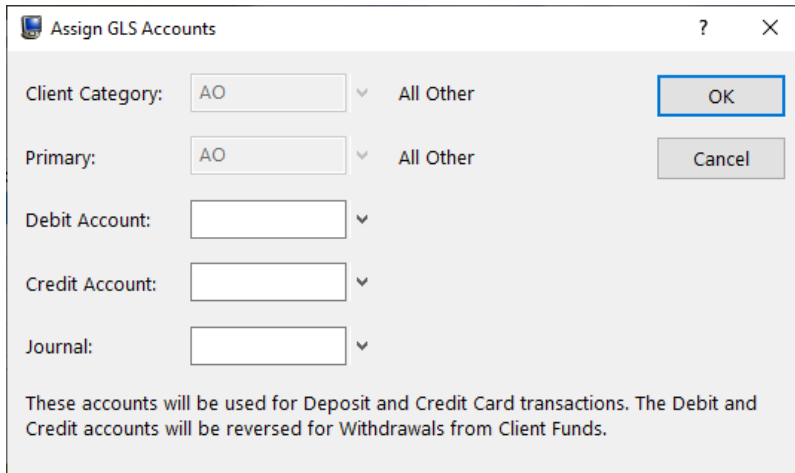 Assign GLS Accounts ?
Client Category: AO All Other OK
Primary: AO All Other Cancel
Debit Account:
Credit Account:
Journal:
These accounts will be used for Deposit and Credit Card transactions. The Debit and
Credit accounts will be reversed for Withdrawals from Client Funds.